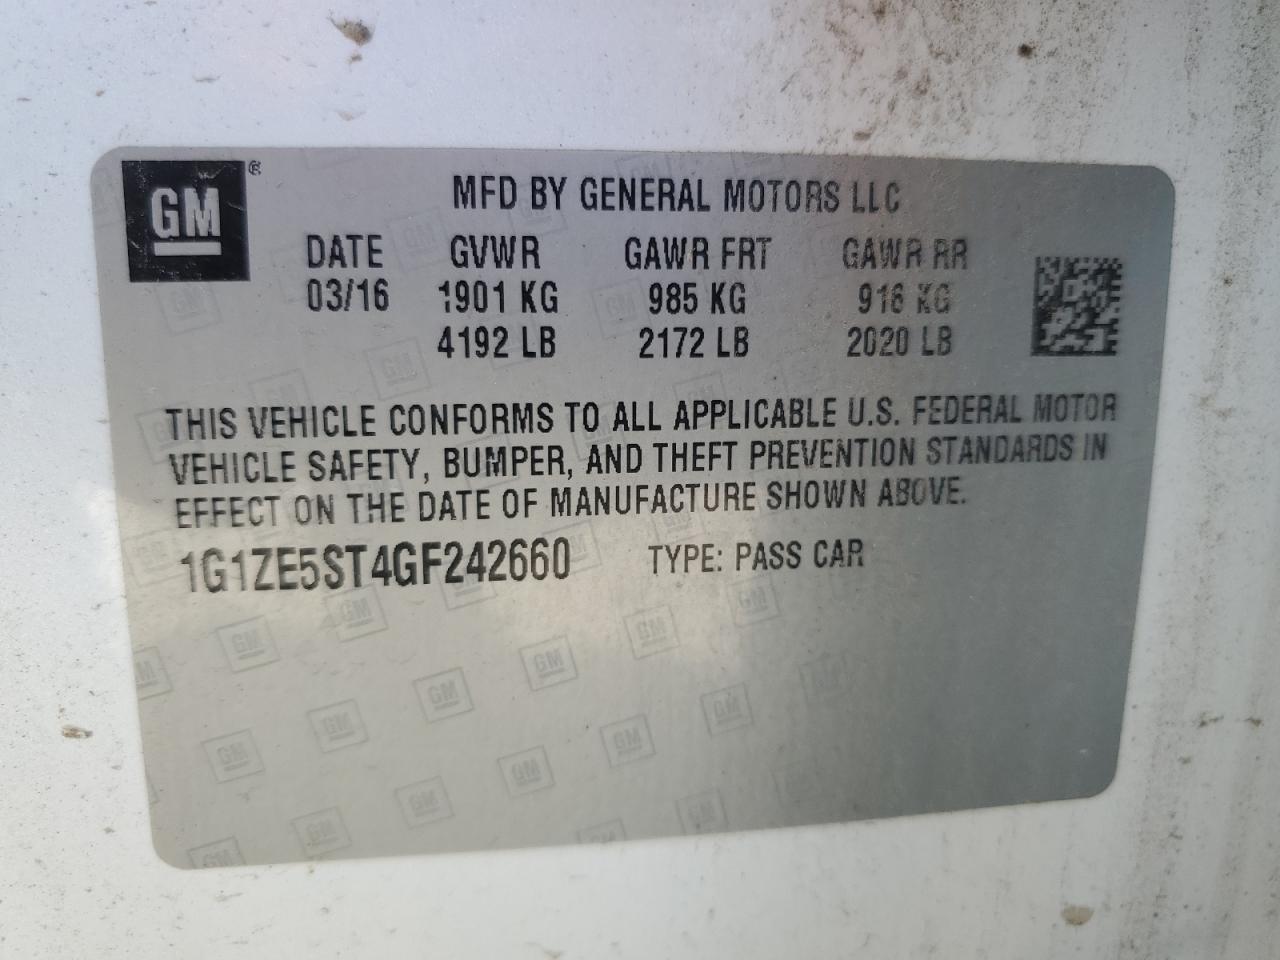 GM ®
MFD BY GENERAL MOTORS LLC
DATE GVWR GAWR FRT GAWR RR
03/16 1901 KG 985 KG 916 KG
4192 LB 2172 LB 2020 LB
THIS VEHICLE CONFORMS TO ALL APPLICABLE U.S. FEDERAL MOTOR
VEHICLE SAFETY, BUMPER, AND THEFT PREVENTION STANDARDS IN
EFFECT ON THE DATE OF MANUFACTURE SHOWN ABOVE.
1G1ZE5ST4GF242660 TYPE: PASS CAR